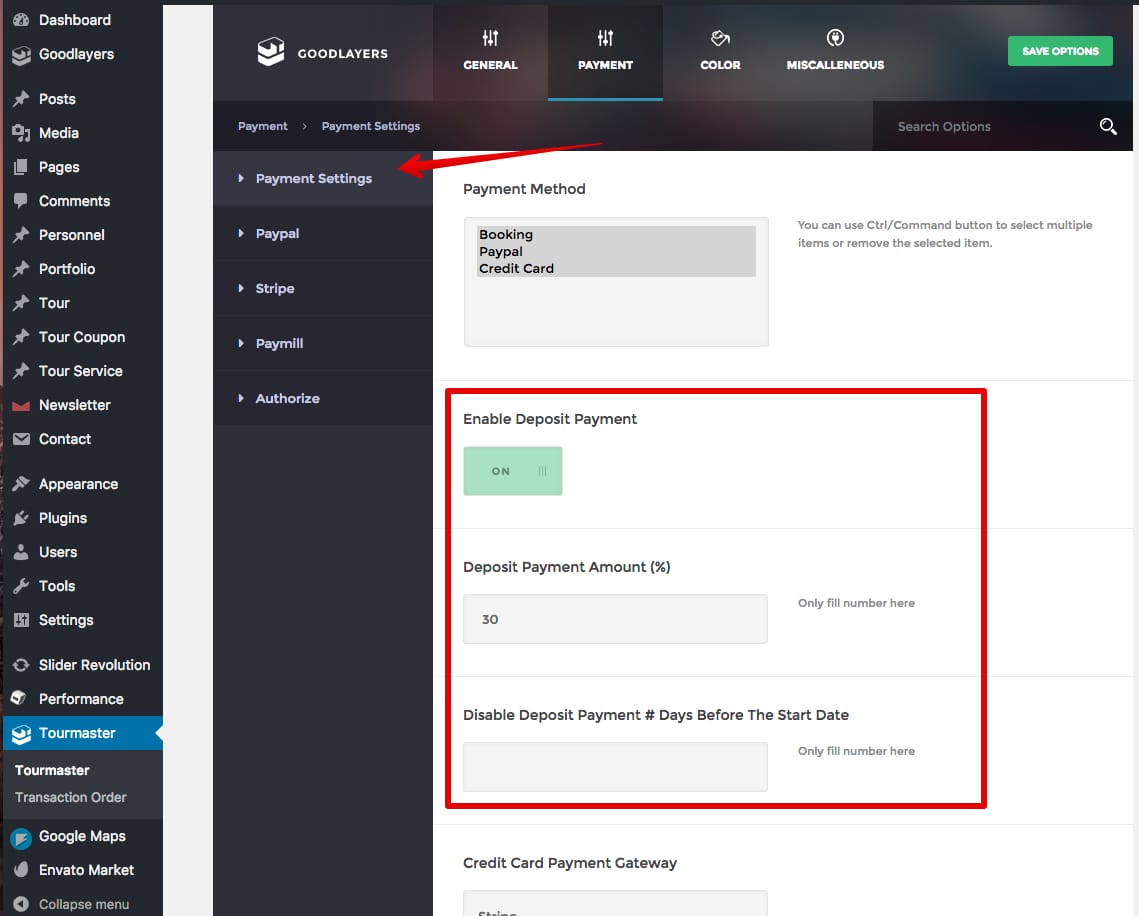 Dashboard
Goodlayers
Posts
Media
Pages
Comments
Personnel
Portfolio
Tour
Tour Coupon
Tour Service
Newsletter
Contact
Appearance
Plugins
Users
Tools
Settings
Slider Revolution
Performance
Tourmaster
Tourmaster
Transaction Order
Google Maps
Envato Market
Collapse menu
GOODLAYERS
GENERAL
PAYMENT
COLOR
MISCALLENEOUS
SAVE OPTIONS
Payment
Payment Settings
Search Options
Payment Settings
Paypal
Stripe
Paymill
Authorize
Payment Method
Booking
Paypal
Credit Card
You can use Ctrl/Command button to select multiple
items or remove the selected item.
Enable Deposit Payment
ON
Deposit Payment Amount (%)
30
Only fill number here
Disable Deposit Payment # Days Before The Start Date
Only fill number here
Credit Card Payment Gateway
Stripe